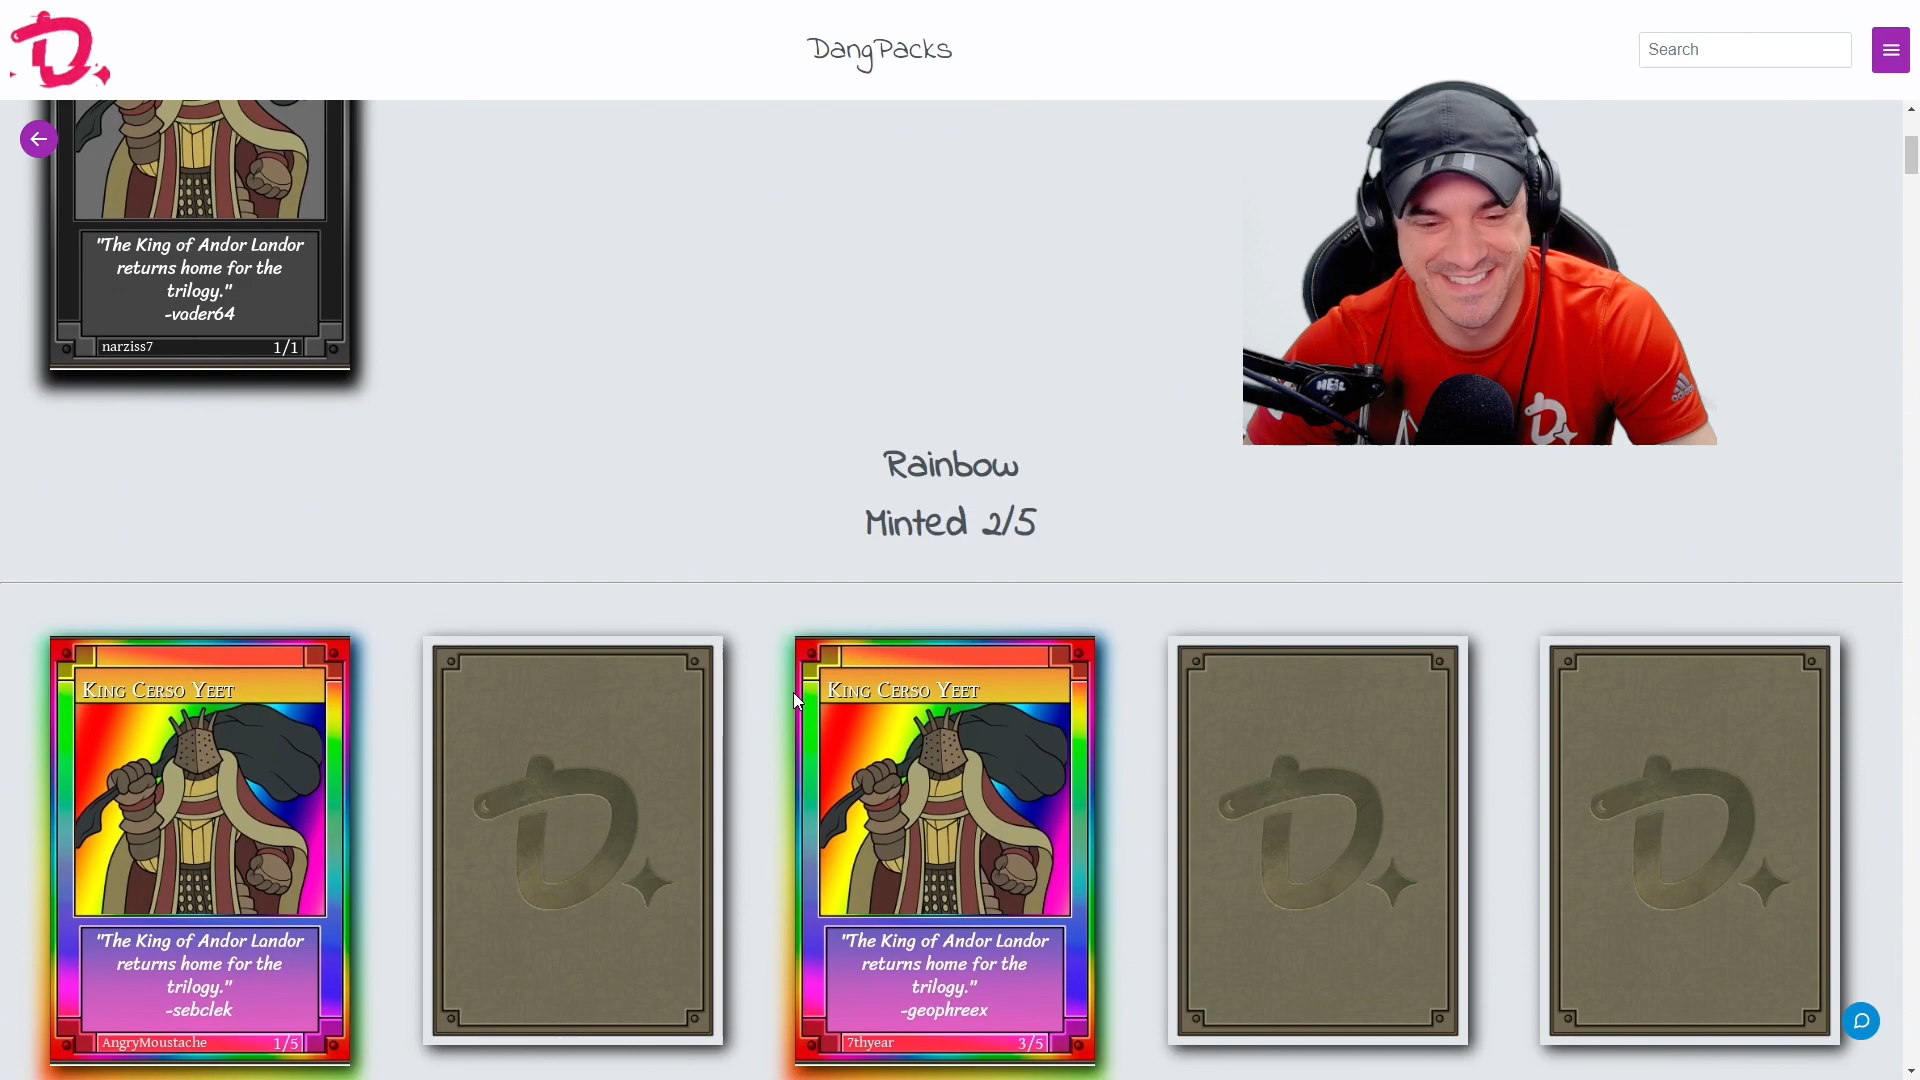 DangPacks
Search
"The King of Andor Landor
returns home for the
trilogy."
-vader64
narziss7 1/1
HEIL
Rainbow
Minted 2/5
King Cerso Yeet
"The King of Andor Landor
returns home for the
trilogy."
-sebclek
AngryMoustache 1/5
King Cerso Yeet
"The King of Andor Landor
returns home for the
trilogy."
-geophreex
7thyear 3/5